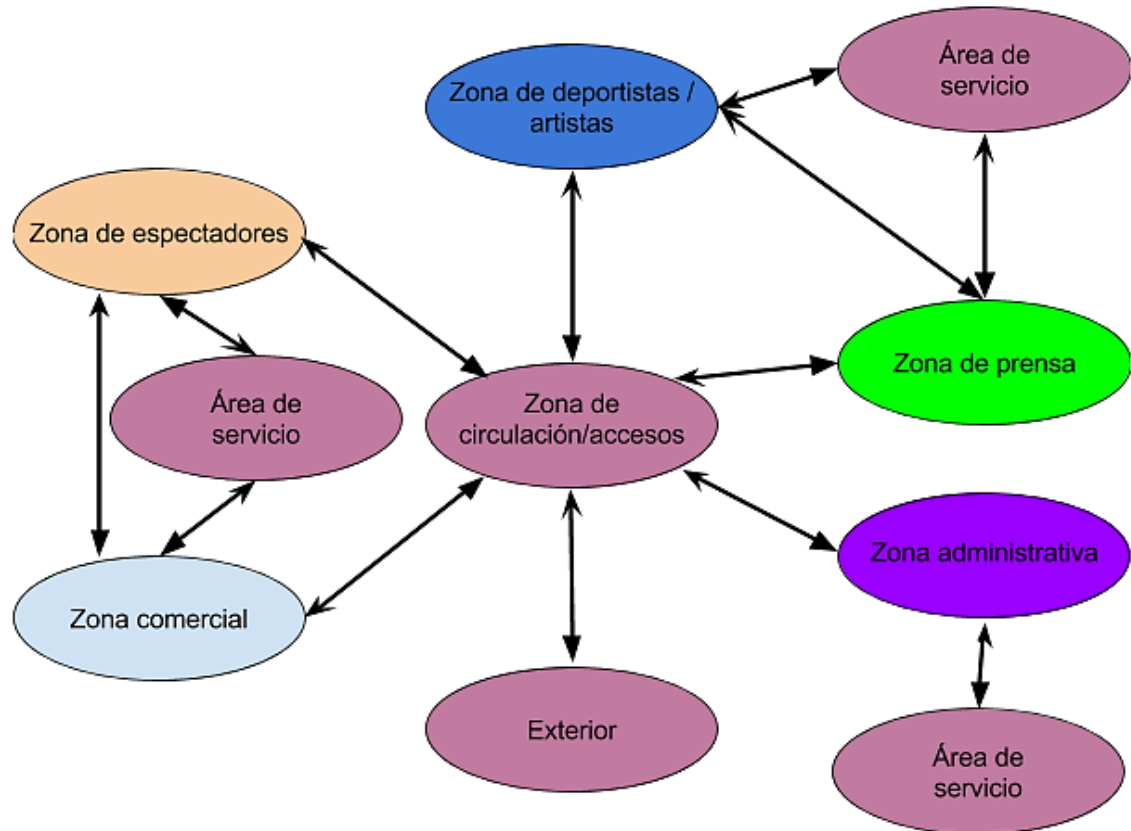 Zona de deportistas /
artistas
Área de
servicio
Zona de espectadores
Área de
servicio
Zona de
circulación/accesos
Zona de prensa
Zona administrativa
Zona comercial
Exterior
Área de
servicio